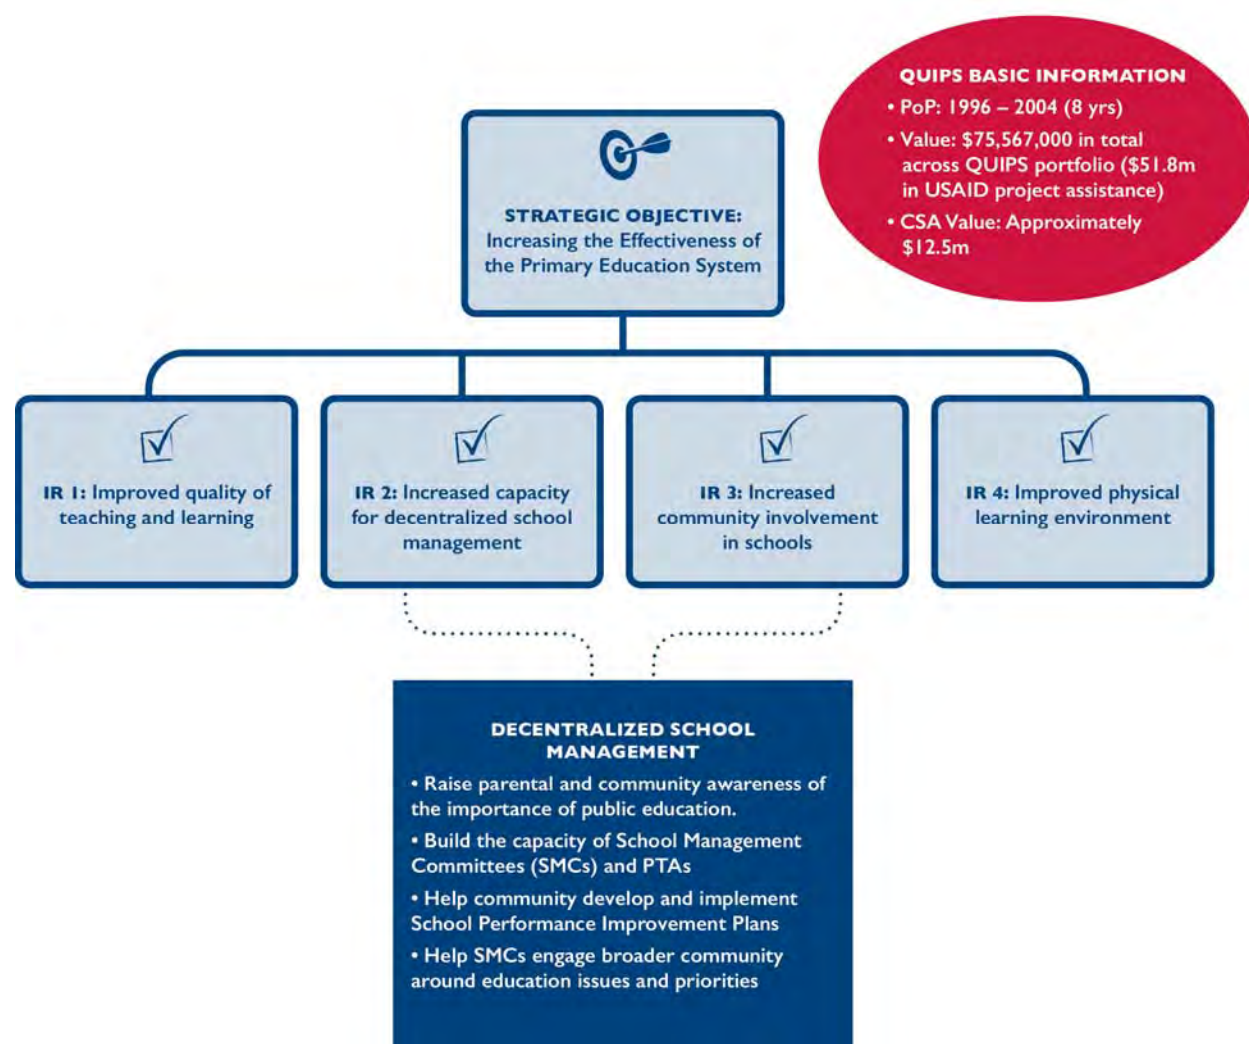 QUIPS BASIC INFORMATION
• PoP: 1996 – 2004 (8 yrs)
• Value: $75,567,000 in total
across QUIPS portfolio ($51.8m
in USAID project assistance)
• CSA Value: Approximately
$12.5m
STRATEGIC OBJECTIVE:
Increasing the Effectiveness of
the Primary Education System
IR 1: Improved quality of
teaching and learning
IR 2: Increased capacity
for decentralized school
management
IR 3: Increased
community involvement
in schools
IR 4: Improved physical
learning environment
DECENTRALIZED SCHOOL
MANAGEMENT
• Raise parental and community awareness of
the importance of public education.
• Build the capacity of School Management
Committees (SMCs) and PTAs
• Help community develop and implement
School Performance Improvement Plans
• Help SMCs engage broader community
around education issues and priorities